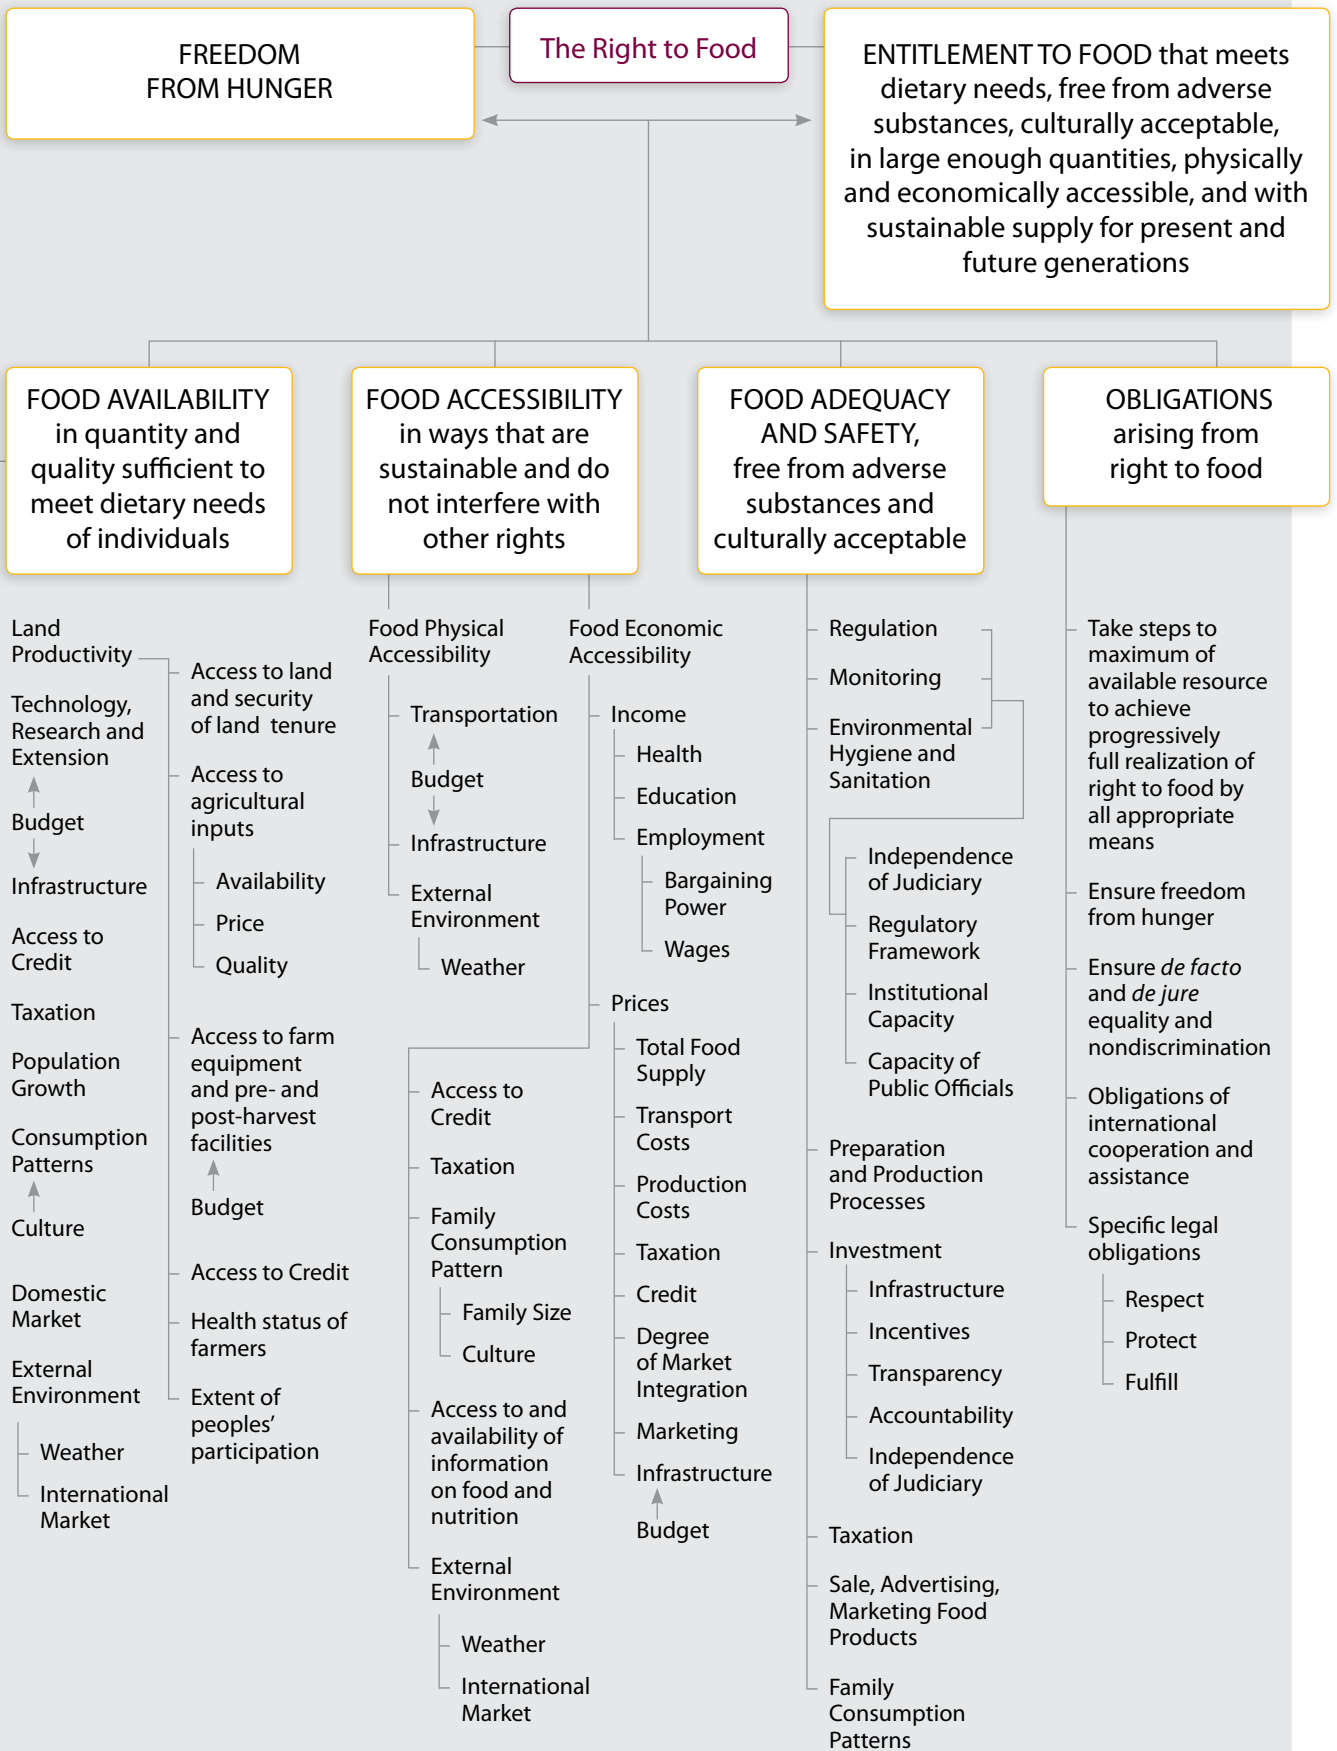 FREEDOM
FROM HUNGER
The Right to Food
ENTITLEMENT TO FOOD that meets
dietary needs, free from adverse
substances, culturally acceptable,
in large enough quantities, physically
and economically accessible, and with
sustainable supply for present and
future generations
FOOD AVAILABILITY
in quantity and
quality sufficient to
meet dietary needs
of individuals
FOOD ACCESSIBILITY
in ways that are
sustainable and do
not interfere with
other rights
FOOD ADEQUACY
AND SAFETY,
free from adverse
substances and
culturally acceptable
OBLIGATIONS
arising from
right to food
Land
Productivity
Technology,
Research and
Extension
Budget
Infrastructure
Access to
Credit
Taxation
Population
Growth
Consumption
Patterns
Culture
Domestic
Market
External
Environment
Weather
International
Market
Access to land
and security
of land tenure
Access to
agricultural
inputs
Availability
Price
Quality
Access to farm
equipment
and pre- and
post-harvest
facilities
Budget
Access to Credit
Health status of
farmers
Extent of
peoples’
participation
Food Physical
Accessibility
Transportation
Budget
Infrastructure
External
Environment
Weather
Food Economic
Accessibility
Income
Health
Education
Employment
Bargaining
Power
Wages
Prices
Total Food
Supply
Transport
Costs
Production
Costs
Taxation
Credit
Degree
of Market
Integration
Marketing
Infrastructure
Budget
Access to
Credit
Taxation
Family
Consumption
Pattern
Family Size
Culture
Access to and
availability of
information
on food and
nutrition
External
Environment
Weather
International
Market
Regulation
Monitoring
Environmental
Hygiene and
Sanitation
Independence
of Judiciary
Regulatory
Framework
Institutional
Capacity
Capacity of
Public Officials
Preparation
and Production
Processes
Investment
Infrastructure
Incentives
Transparency
Accountability
Independence
of Judiciary
Taxation
Sale, Advertising,
Marketing Food
Products
Family
Consumption
Patterns
Take steps to
maximum of
available resource
to achieve
progressively
full realization of
right to food by
all appropriate
means
Ensure freedom
from hunger
Ensure de facto
and de jure
equality and
nondiscrimination
Obligations of
international
cooperation and
assistance
Specific legal
obligations
Respect
Protect
Fulfill